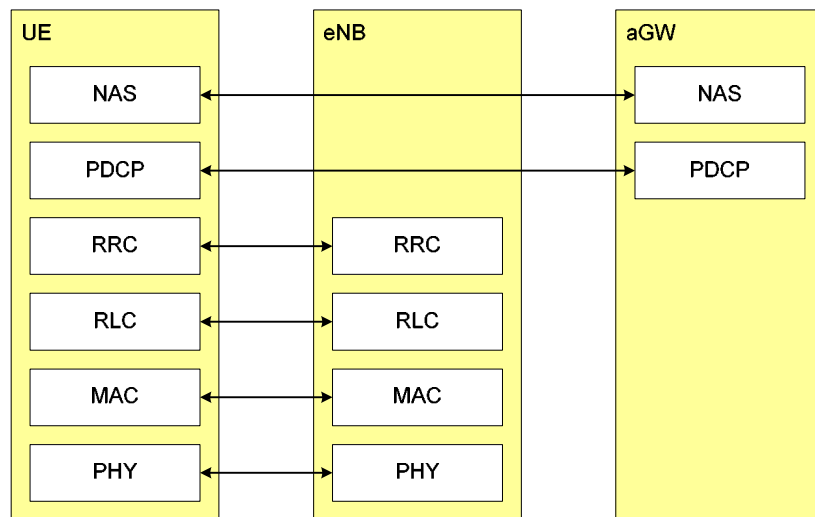 UE
eNB
aGW
NAS
NAS
PDCP
PDCP
RRC
RRC
RLC
RLC
MAC
MAC
PHY
PHY